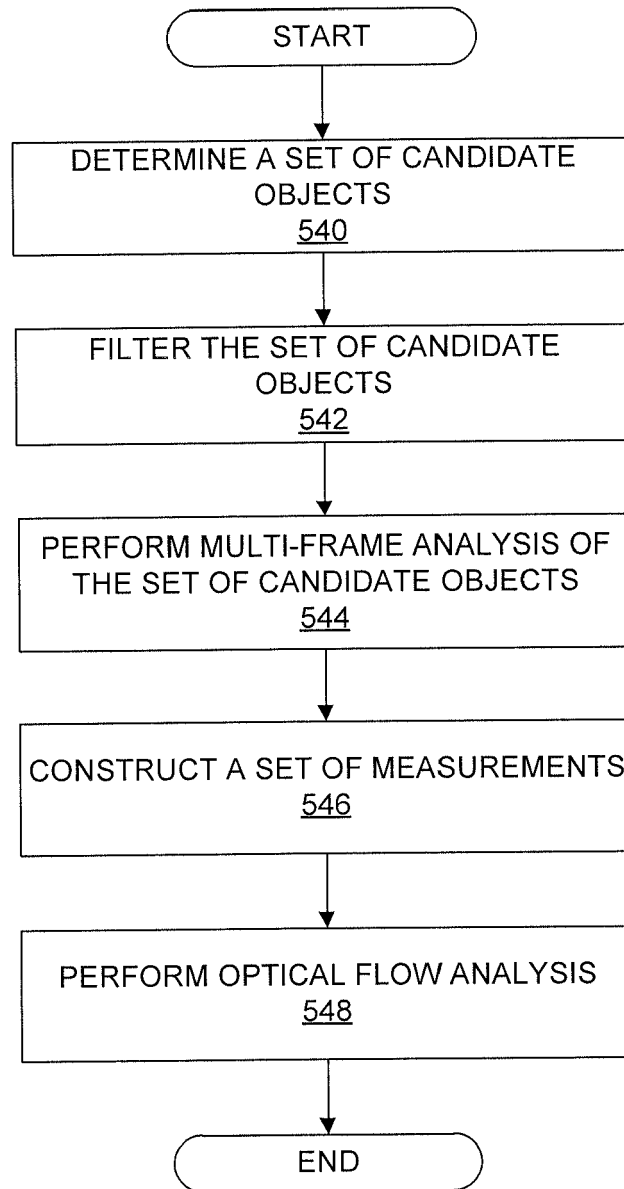 START
DETERMINE A SET OF CANDIDATE
OBJECTS
540
FILTER THE SET OF CANDIDATE
OBJECTS
542
PERFORM MULTI-FRAME ANALYSIS OF
THE SET OF CANDIDATE OBJECTS
544
CONSTRUCT A SET OF MEASUREMENTS
546
PERFORM OPTICAL FLOW ANALYSIS
548
END